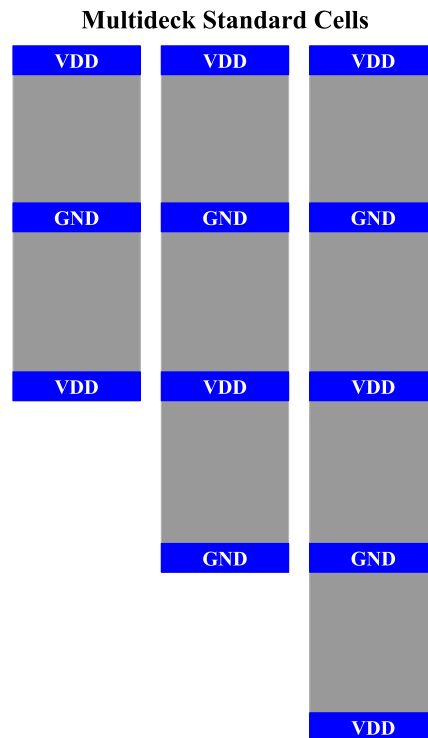 Multideck Standard Cells
VDD VDD VDD
GND GND GND
VDD VDD VDD
GND GND
VDD